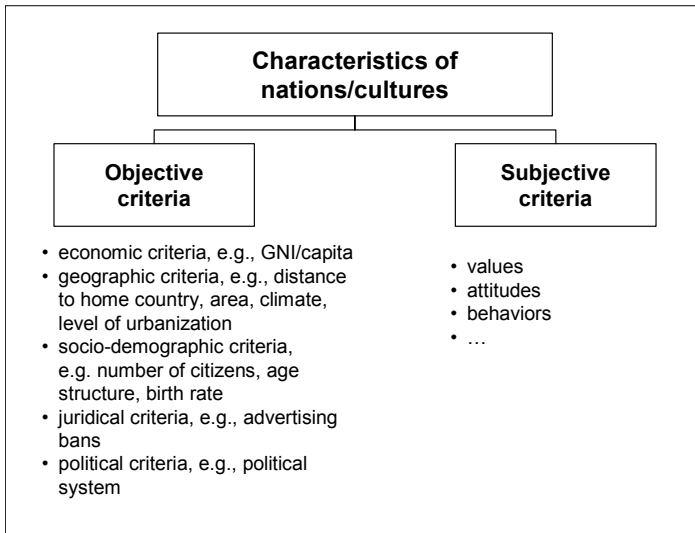 Characteristics of
nations/cultures
Objective
criteria
Subjective
criteria
• economic criteria, e.g., GNI/capita
• geographic criteria, e.g., distance
to home country, area, climate,
level of urbanization
• socio-demographic criteria,
e.g. number of citizens, age
structure, birth rate
• juridical criteria, e.g., advertising
bans
• political criteria, e.g., political
system
• values
• attitudes
• behaviors
• …